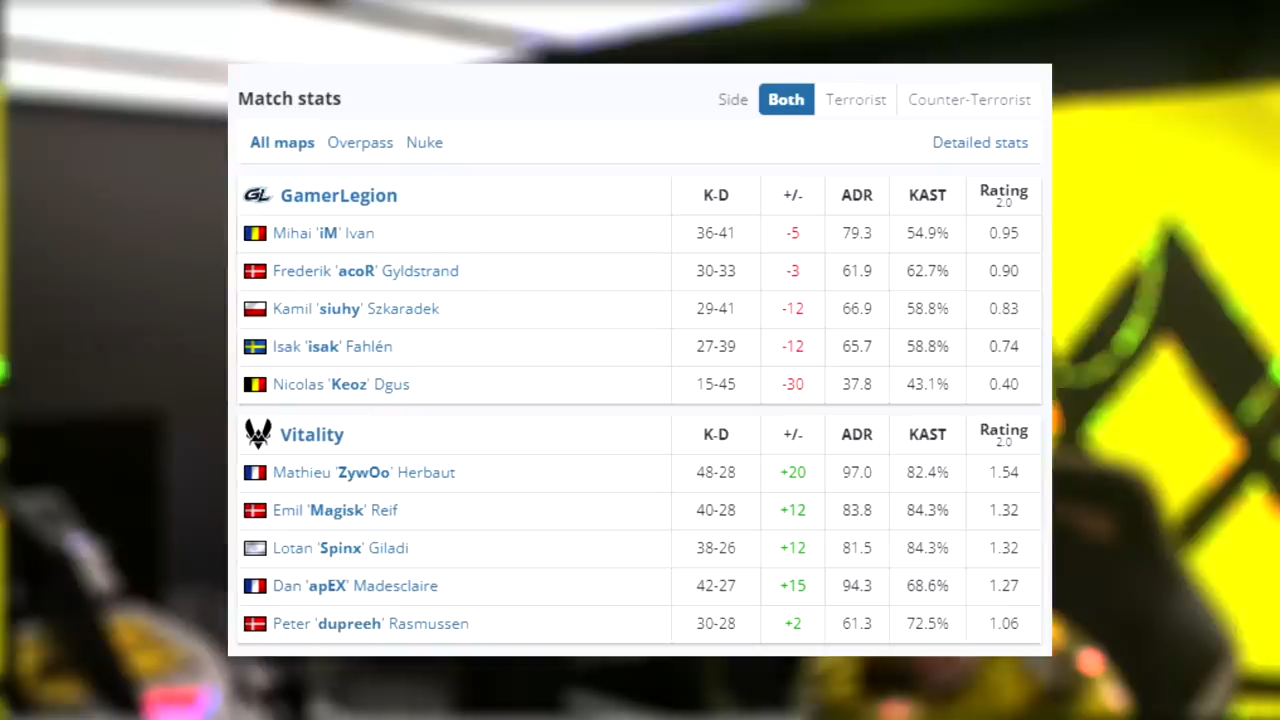 Match stats Side Both Terrorist Counter-Terrorist
All maps Overpass Nuke Detailed stats
GL GamerLegion K-D +/- ADR KAST Rating 2.0
Mihai 'iM' Ivan 36-41 -5 79.3 54.9% 0.95
Frederik 'acoR' Gyldstrand 30-33 -3 61.9 62.7% 0.90
Kamil 'siuhy' Szkaradek 29-41 -12 66.9 58.8% 0.83
Isak 'isak' Fahlén 27-39 -12 65.7 58.8% 0.74
Nicolas 'Keoz' Dgus 15-45 -30 37.8 43.1% 0.40
Vitality K-D +/- ADR KAST Rating 2.0
Mathieu 'ZywOo' Herbaut 48-28 +20 97.0 82.4% 1.54
Emil 'Magisk' Reif 40-28 +12 83.8 84.3% 1.32
Lotan 'Spinx' Giladi 38-26 +12 81.5 84.3% 1.32
Dan 'apEX' Madesclaire 42-27 +15 94.3 68.6% 1.27
Peter 'dupreeh' Rasmussen 30-28 +2 61.3 72.5% 1.06